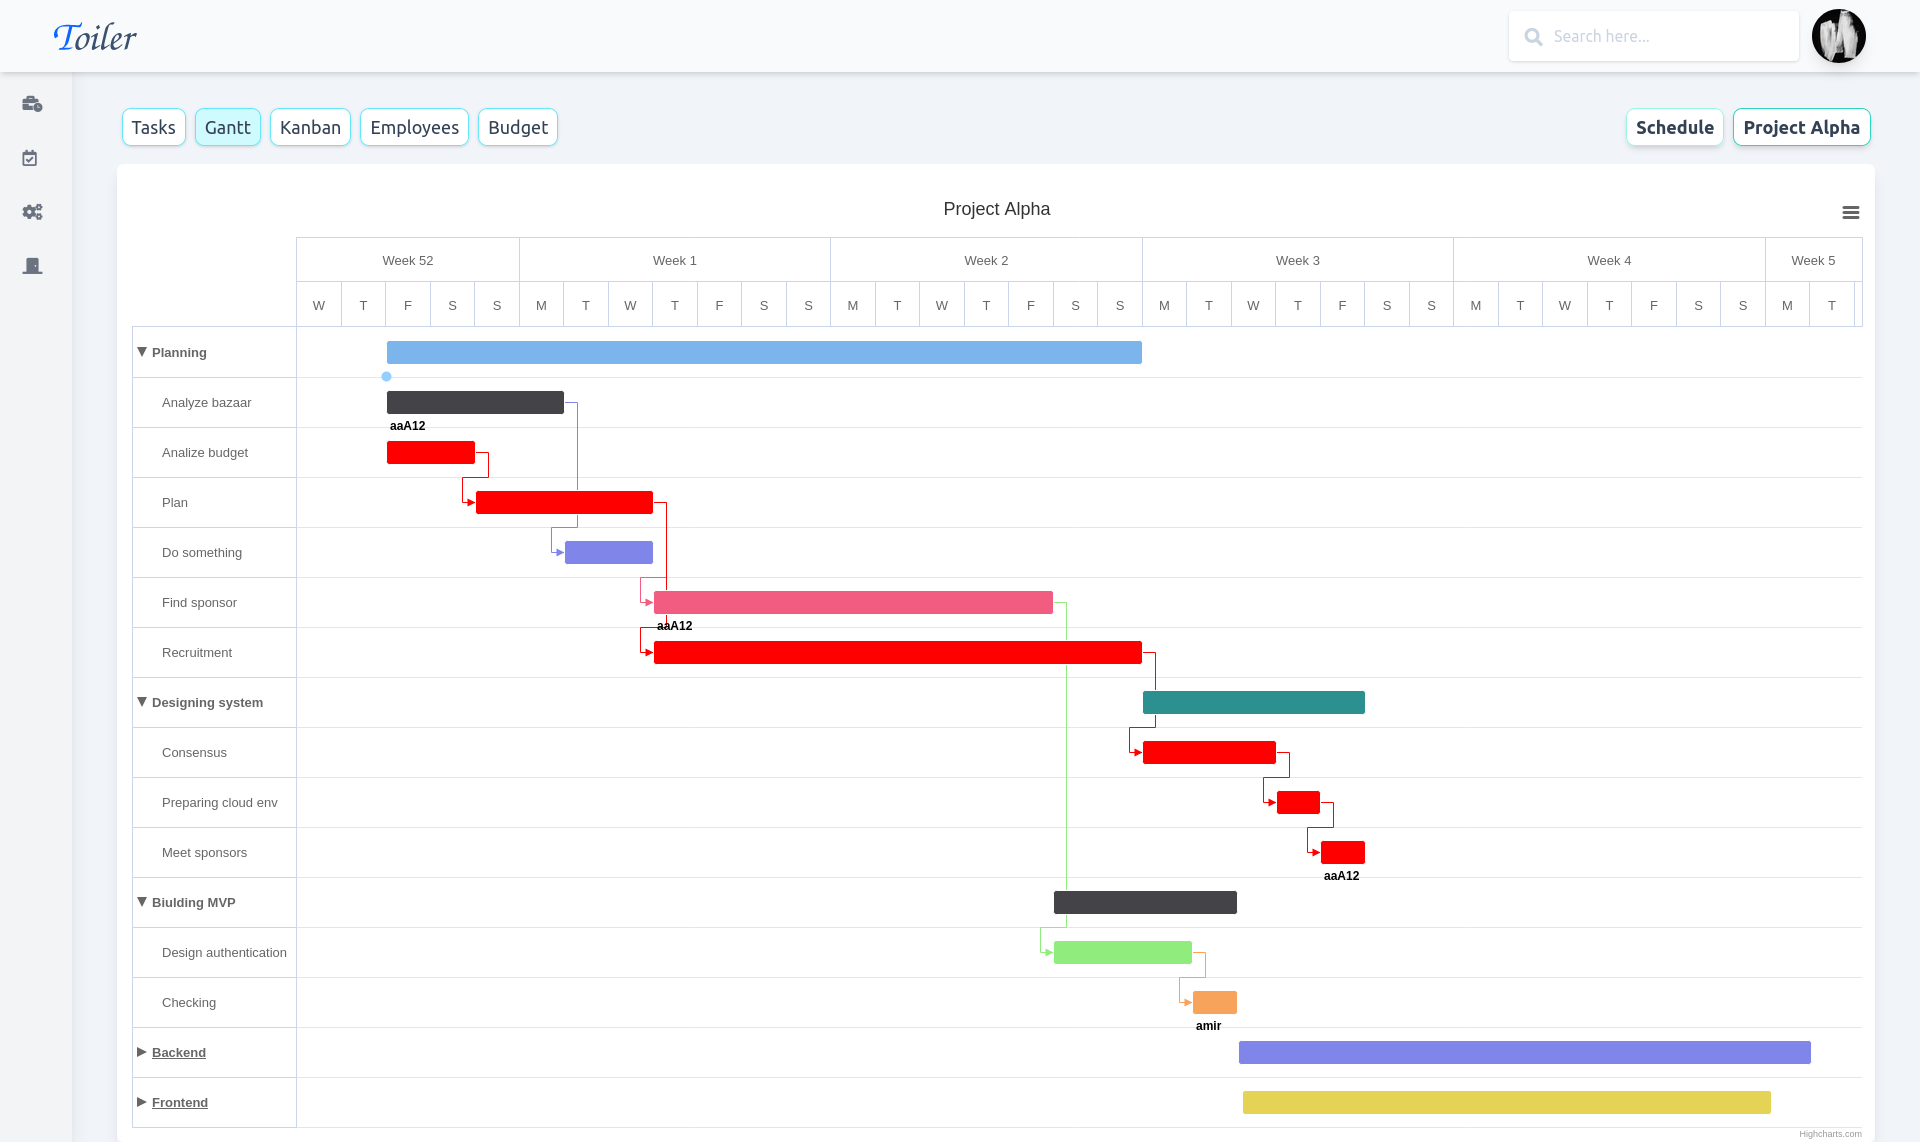 Toiler
Search here...
Tasks Gantt Kanban Employees Budget Schedule Project Alpha
Project Alpha
Week 52 Week 1 Week 2 Week 3 Week 4 Week 5
W T F S S M T W T F S S M T W T F S S M T W T F S S M T W T F S S M T
Planning
Analyze bazaar
aaA12
Analize budget
Plan
Do something
Find sponsor
aaA12
Recruitment
Designing system
Consensus
Preparing cloud env
Meet sponsors
aaA12
Biulding MVP
Design authentication
Checking
amir
Backend
Frontend
Highcharts.com